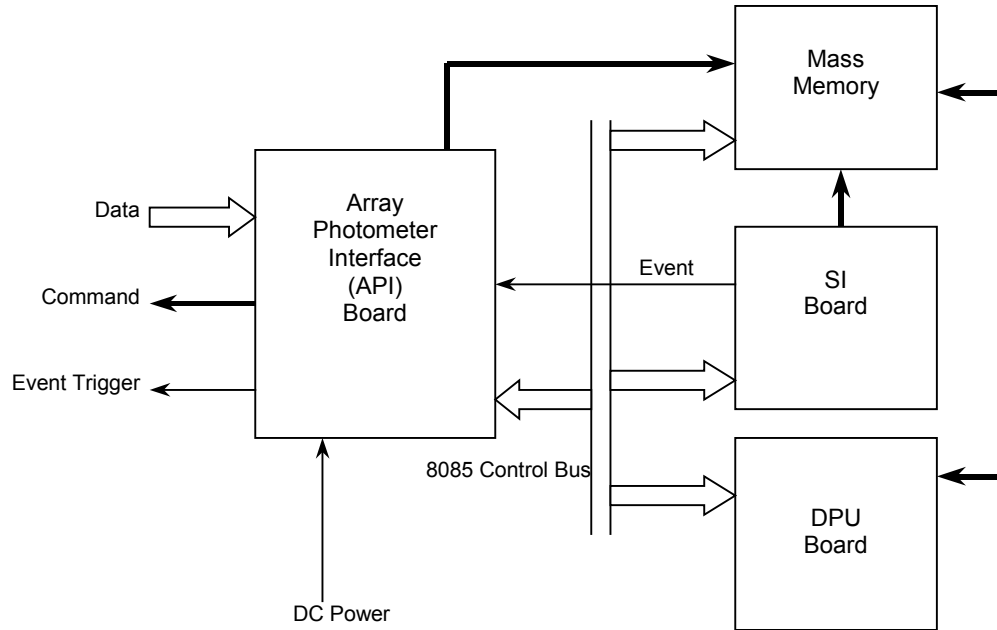 Mass
Memory
Array
Photometer
Interface
(API)
Board
Data
Event
SI
Board
Command
Event Trigger
8085 Control Bus
DPU
Board
DC Power